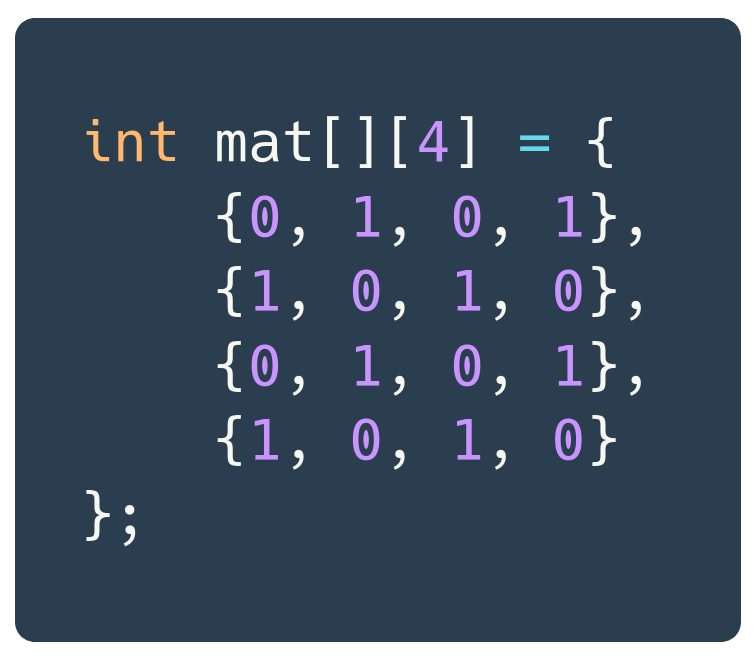 int mat[][4] = {
    {0, 1, 0, 1},
    {1, 0, 1, 0},
    {0, 1, 0, 1},
    {1, 0, 1, 0}
};